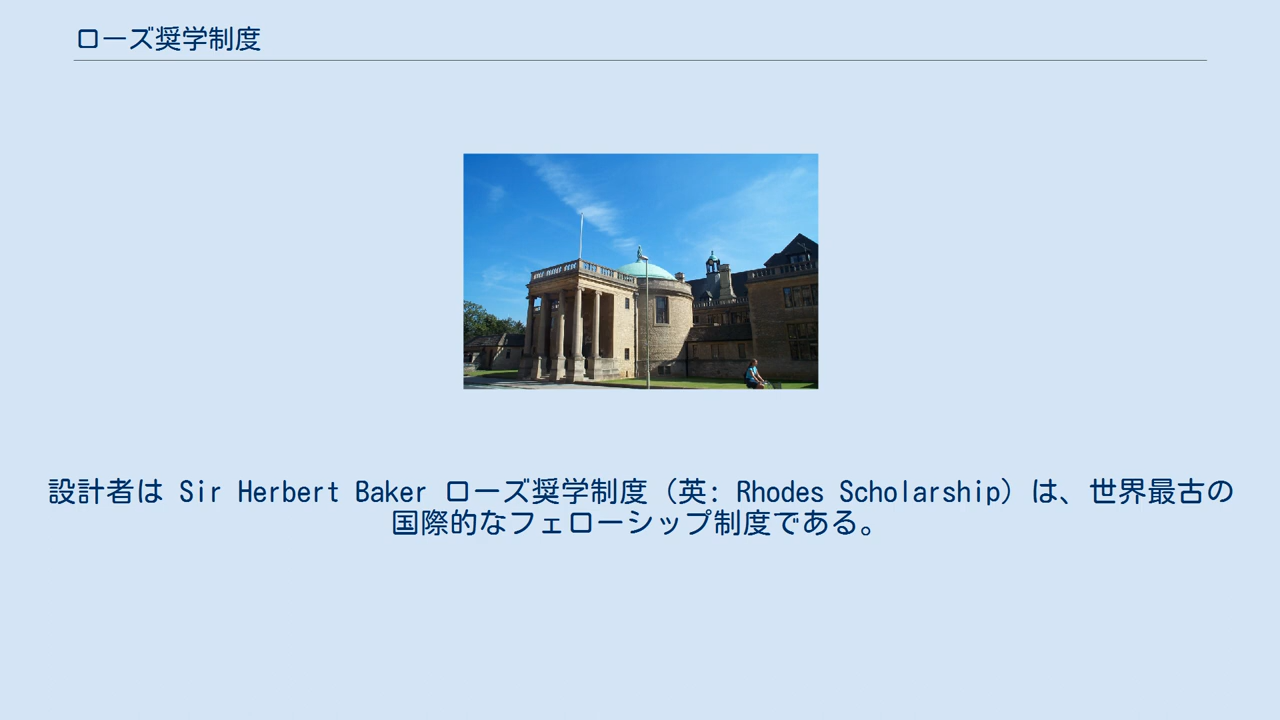 ローズ奨学制度
設計者は Sir Herbert Baker ローズ奨学制度（英: Rhodes Scholarship）は、世界最古の
国際的なフェローシップ制度である。